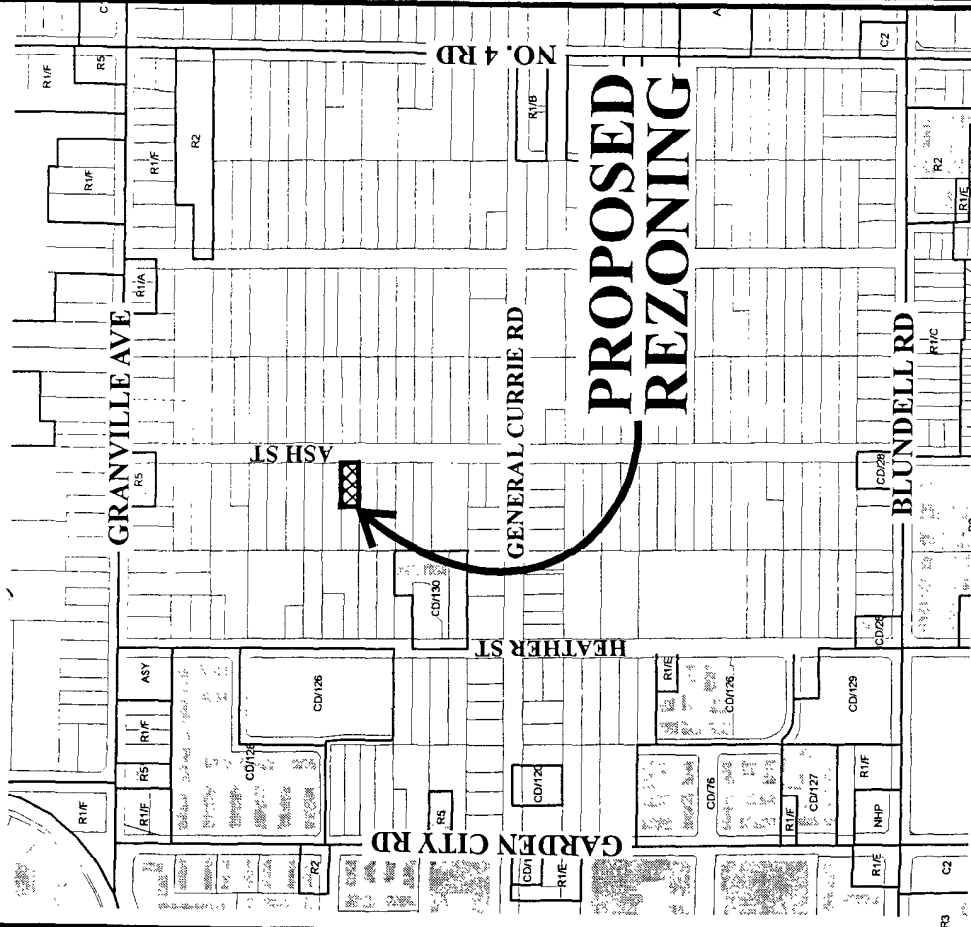 C2
R5
R1/F
R1/F
R1/F
R2
NO. 4 RD
R1/B
C2
R2
R1/E
PROPOSED
REZONING
R1/A
GRANVILLE AVE
GENERAL CURRIE RD
BLUNDELL RD
R1/C
R5
ASH ST
CD/28
CD/130
CD/28
HEATHER ST
ASY
R1/F
R5
R1/F
R1/F
CD/126
CD/128
R1/E
CD/126
CD/129
R5
CD/120
CD/76
CD/127
R1/F
R1/F
NHP
GARDEN CITY RD
R2
CD/1
R1/E
R1/E
C2
R3